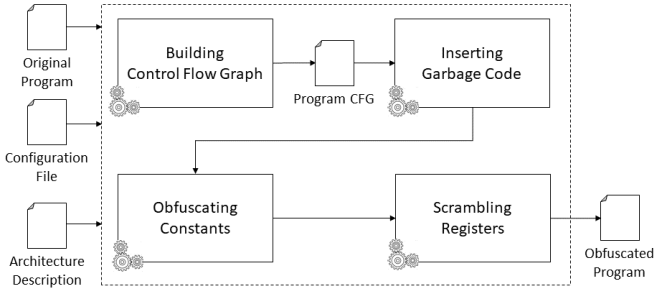 Original
Program
Building
Control Flow Graph
Program CFG
Inserting
Garbage Code
Configuration
File
Obfuscating
Constants
Scrambling
Registers
Architecture
Description
Obfuscated
Program